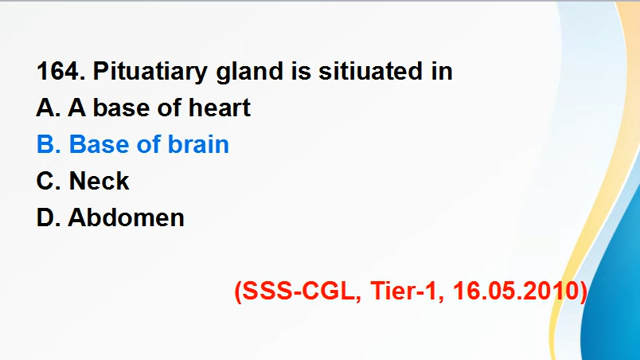 164. Pituatiary gland is sitiuated in
A. A base of heart
B. Base of brain
C. Neck
D. Abdomen
(SSS-CGL, Tier-1, 16.05.2010)